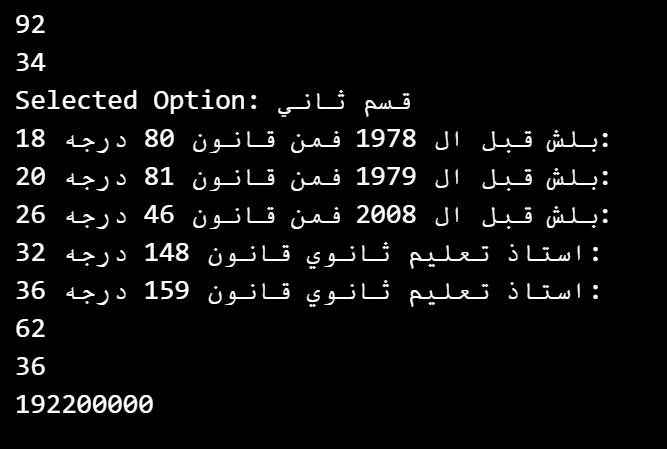 92
34
Selected Option: قسم ثاني
بلش قبل ال 1978 فمن قانون 80 درجه 18:
بلش قبل ال 1979 فمن قانون 81 درجه 20:
بلش قبل ال 2008 فمن قانون 46 درجه 26:
استاذ تعليم ثانوي قانون 148 درجه 32:
استاذ تعليم ثانوي قانون 159 درجه 36:
62
36
192200000